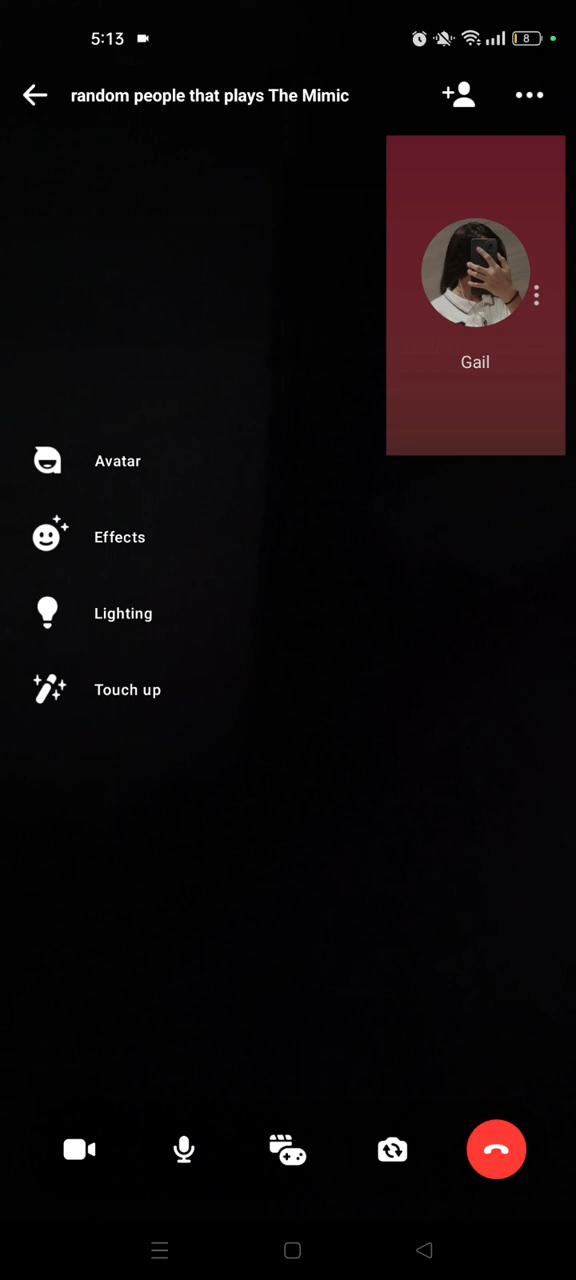 5:13
8
random people that plays The Mimic
Gail
Avatar
Effects
Lighting
Touch up